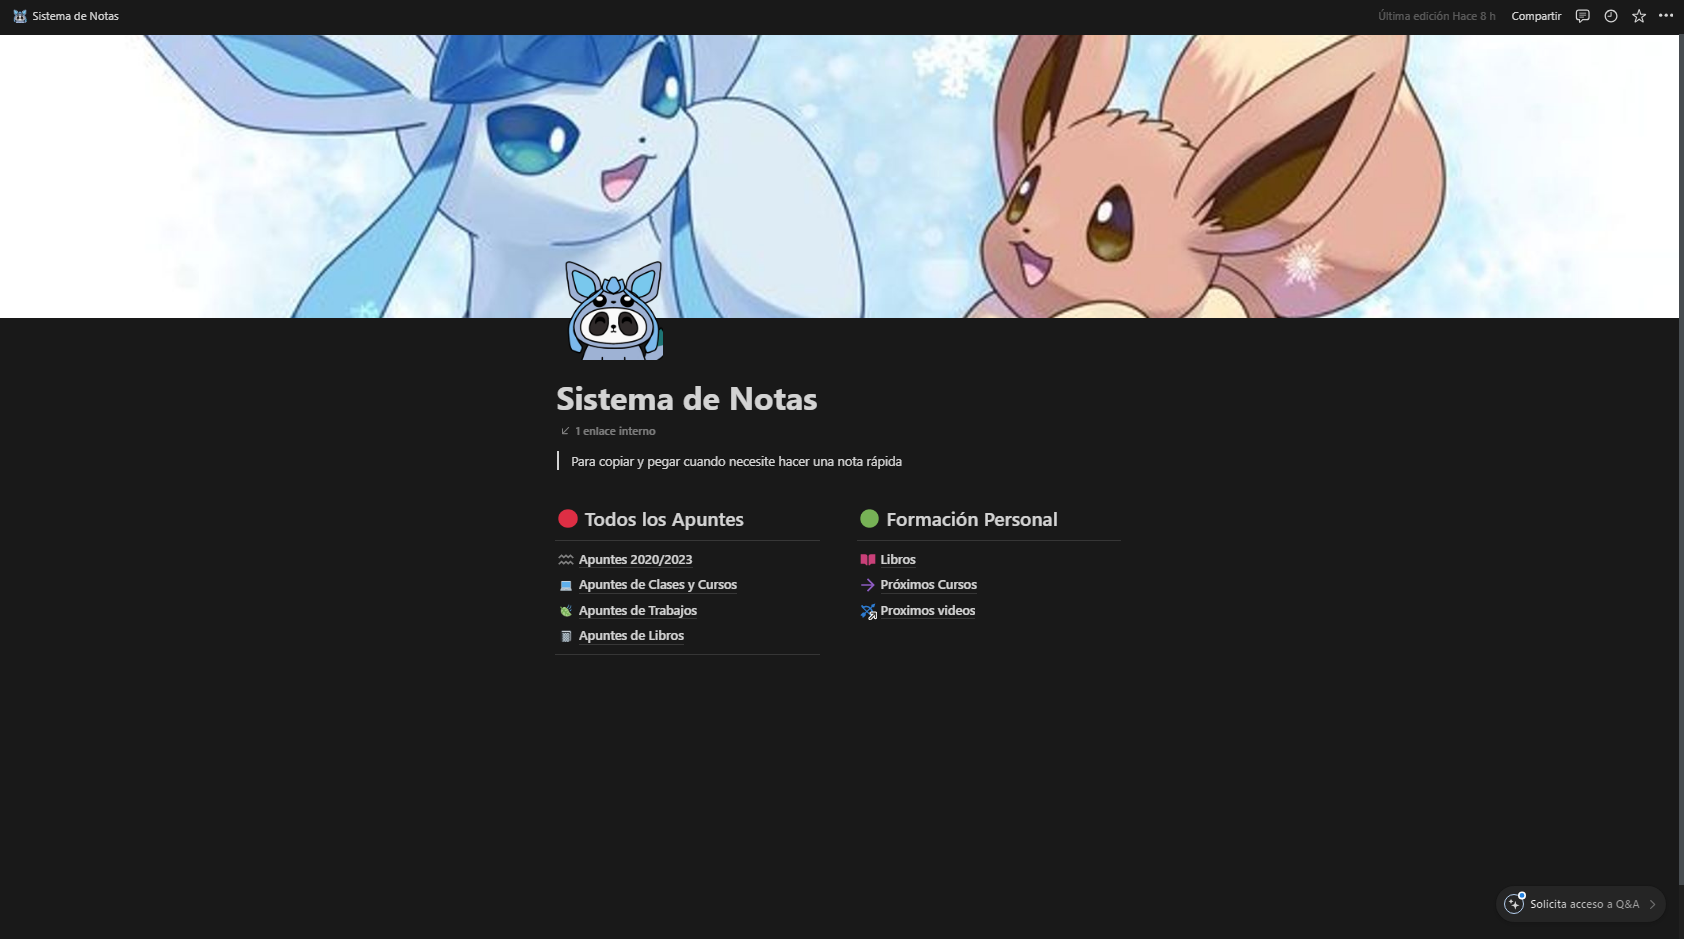 Sistema de Notas
Última edición Hace 8 h
Compartir
Sistema de Notas
1 enlace interno
Para copiar y pegar cuando necesite hacer una nota rápida
Todos los Apuntes
Apuntes 2020/2023
Apuntes de Clases y Cursos
Apuntes de Trabajos
Apuntes de Libros
Formación Personal
Libros
Próximos Cursos
Proximos videos
Solicita acceso a Q&A